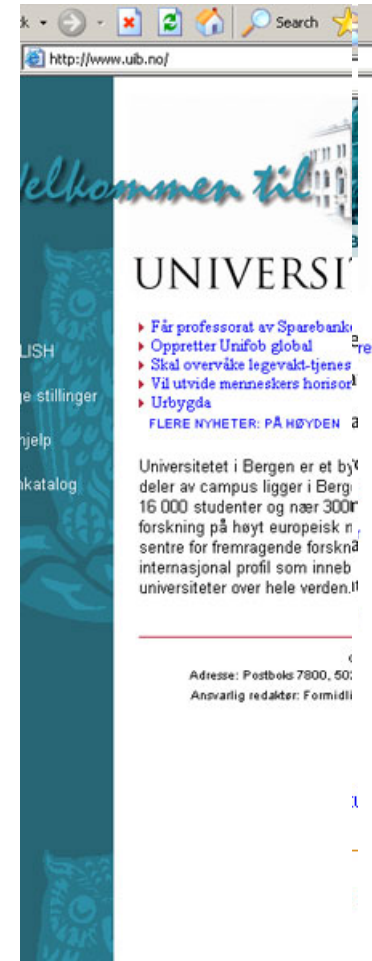 Search
http://www.uib.no/
elkommen til
UNIVERSI
Får professorat av Sparebank
Oppretter Unifob global
Skal overvåke legevakt-tjenes
Vil utvide menneskers horisor
Urbygda
FLERE NYHETER: PÅ HØYDEN
LISH
e stillinger
hjelp
nkatalog
Universitetet i Bergen er et by
deler av campus ligger i Berg
16 000 studenter og nær 300
forskning på høyt europeisk n
sentre for fremragende forskn
internasjonal profil som inneb
universiteter over hele verden.
Adresse: Postboks 7800, 50
Ansvarlig redaktør: Formidli